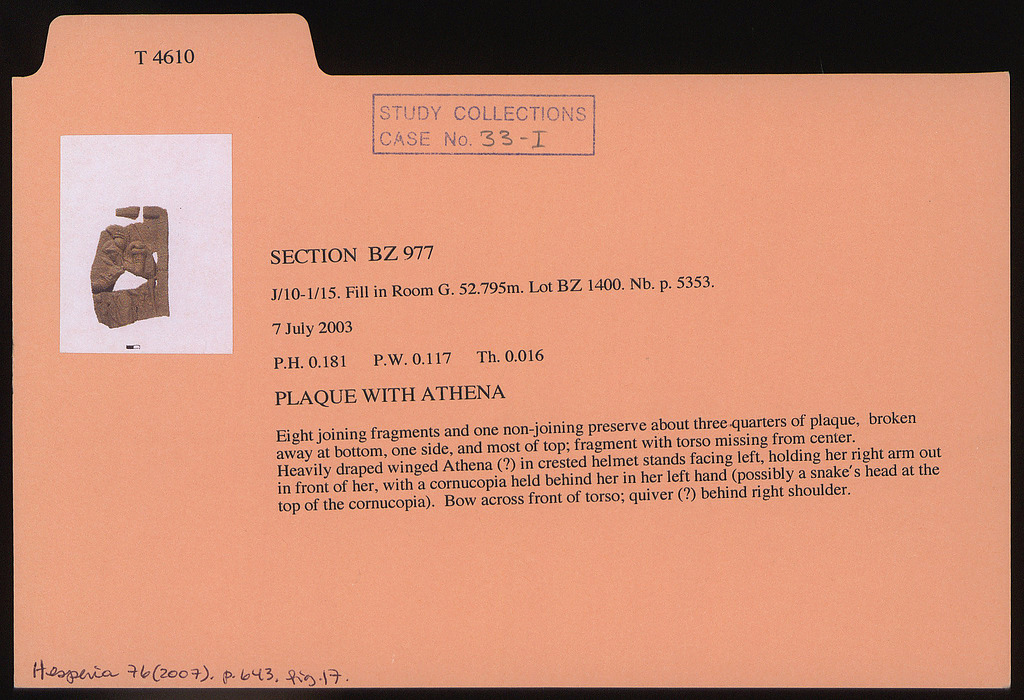 T 4610
STUDY COLLECTIONS
CASE No. 33-I
SECTION BZ 977
J/10-1/15. Fill in Room G. 52.795m. Lot BZ 1400. Nb. p. 5353.
7 July 2003
P.H. 0.181 P.W. 0.117 Th. 0.016
PLAQUE WITH ATHENA
Eight joining fragments and one non-joining preserve about three-quarters of plaque, broken
away at bottom, one side, and most of top; fragment with torso missing from center.
Heavily draped winged Athena (?) in crested helmet stands facing left, holding her right arm out
in front of her, with a cornucopia held behind her in her left hand (possibly a snake's head at the
top of the cornucopia). Bow across front of torso; quiver (?) behind right shoulder.
Hesperia 76(2007). p. 643. fig. 17.